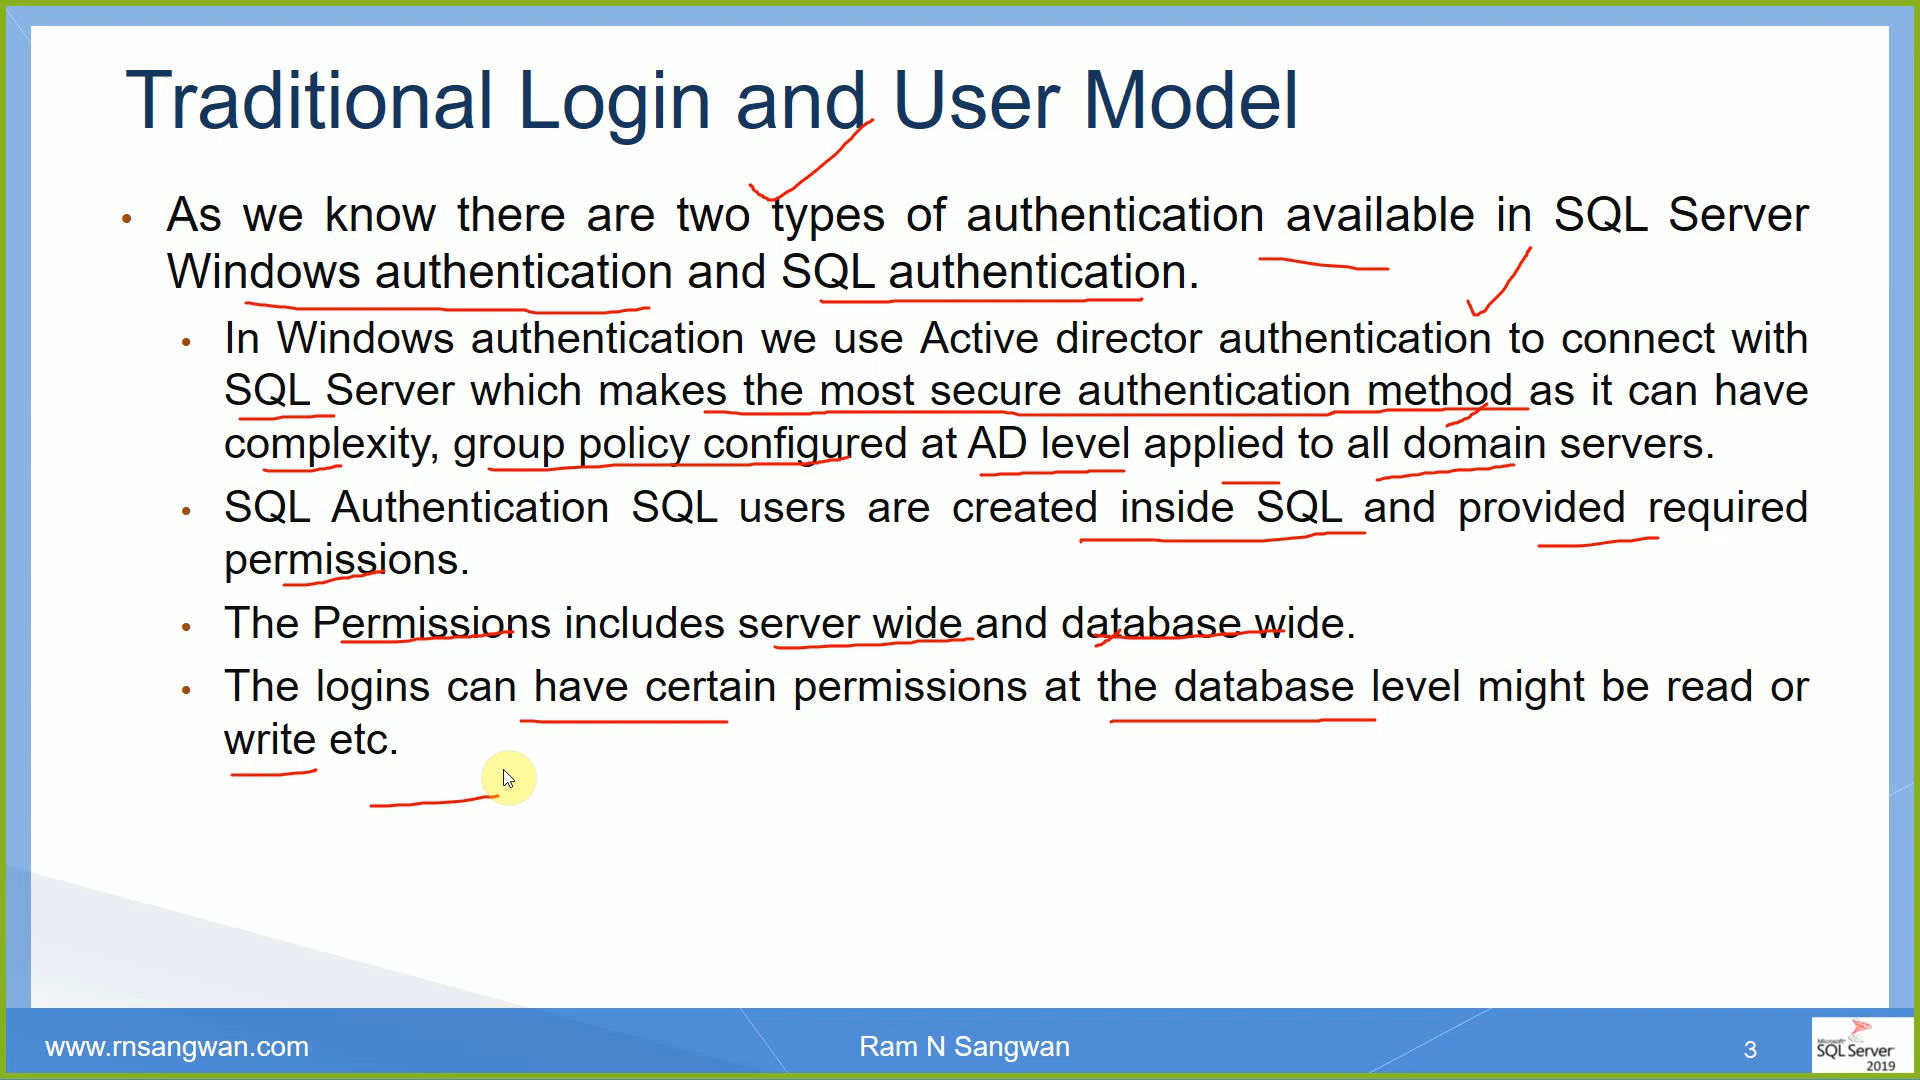 Traditional Login and User Model
• As we know there are two types of authentication available in SQL Server
Windows authentication and SQL authentication.
• In Windows authentication we use Active director authentication to connect with
SQL Server which makes the most secure authentication method as it can have
complexity, group policy configured at AD level applied to all domain servers.
• SQL Authentication SQL users are created inside SQL and provided required
permissions.
• The Permissions includes server wide and database wide.
• The logins can have certain permissions at the database level might be read or
write etc.
www.rnsangwan.com
Ram N Sangwan
3
Microsoft
SQL Server
2019